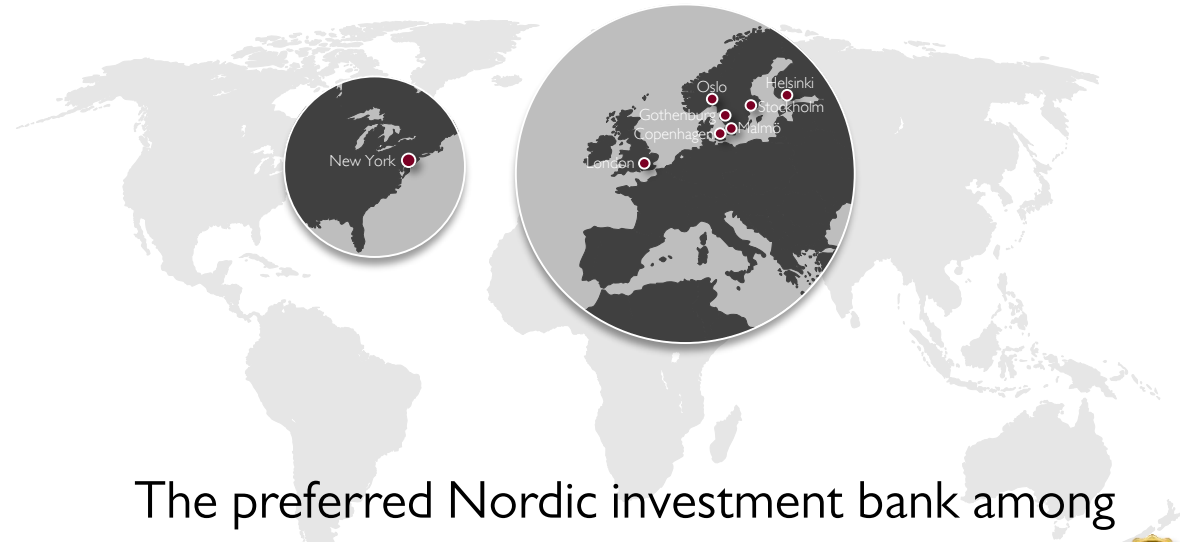 Oslo
Helsinki
Stockholm
Gothenburg
Malmö
Copenhagen
New York
London
The preferred Nordic investment bank among